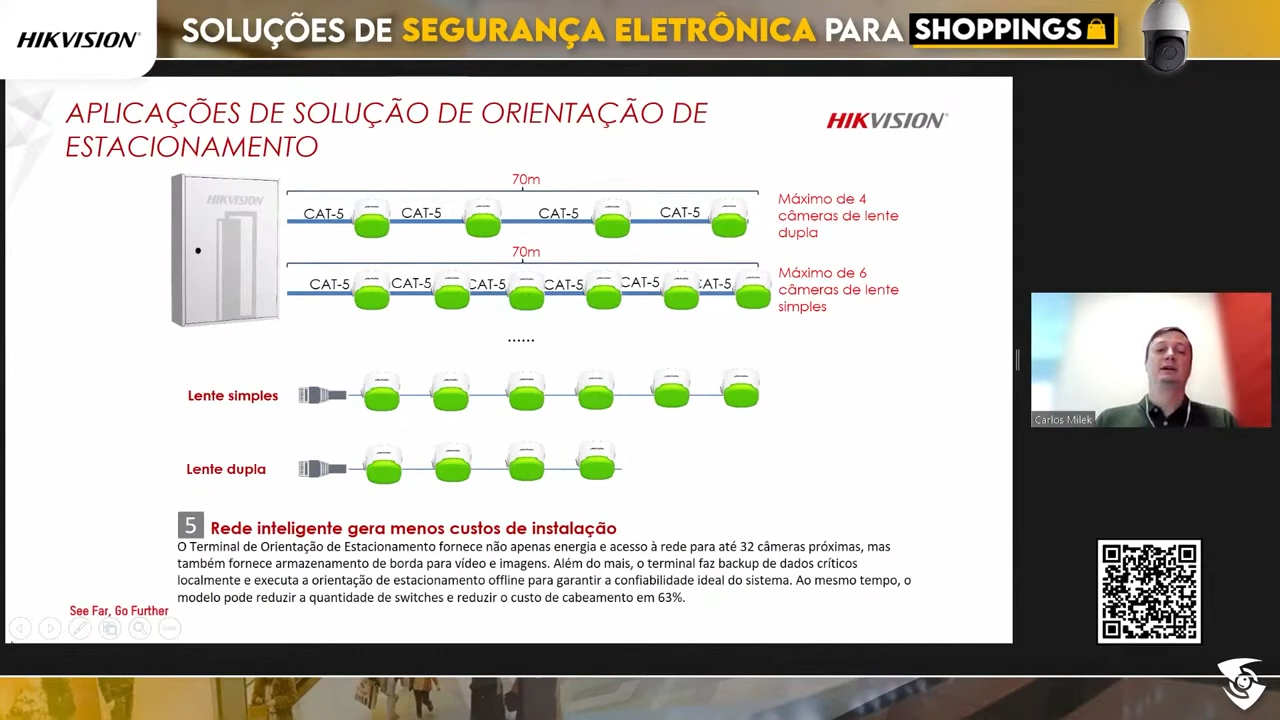 HIKVISION
SOLUÇÕES DE SEGURANÇA ELETRÔNICA PARA SHOPPINGS
APLICAÇÕES DE SOLUÇÃO DE ORIENTAÇÃO DE
ESTACIONAMENTO
HIKVISION
HIKVISION
70m
CAT-5 CAT-5 CAT-5 CAT-5
Máximo de 4
câmeras de lente
dupla
70m
CAT-5 CAT-5 CAT-5 CAT-5 CAT-5 CAT-5
Máximo de 6
câmeras de lente
simples
......
Lente simples
Lente dupla
Carlos Milek
5 Rede inteligente gera menos custos de instalação
O Terminal de Orientação de Estacionamento fornece não apenas energia e acesso à rede para até 32 câmeras próximas, mas
também fornece armazenamento de borda para vídeo e imagens. Além do mais, o terminal faz backup de dados críticos
localmente e executa a orientação de estacionamento offline para garantir a confiabilidade ideal do sistema. Ao mesmo tempo, o
modelo pode reduzir a quantidade de switches e reduzir o custo de cabeamento em 63%.
See Far, Go Further